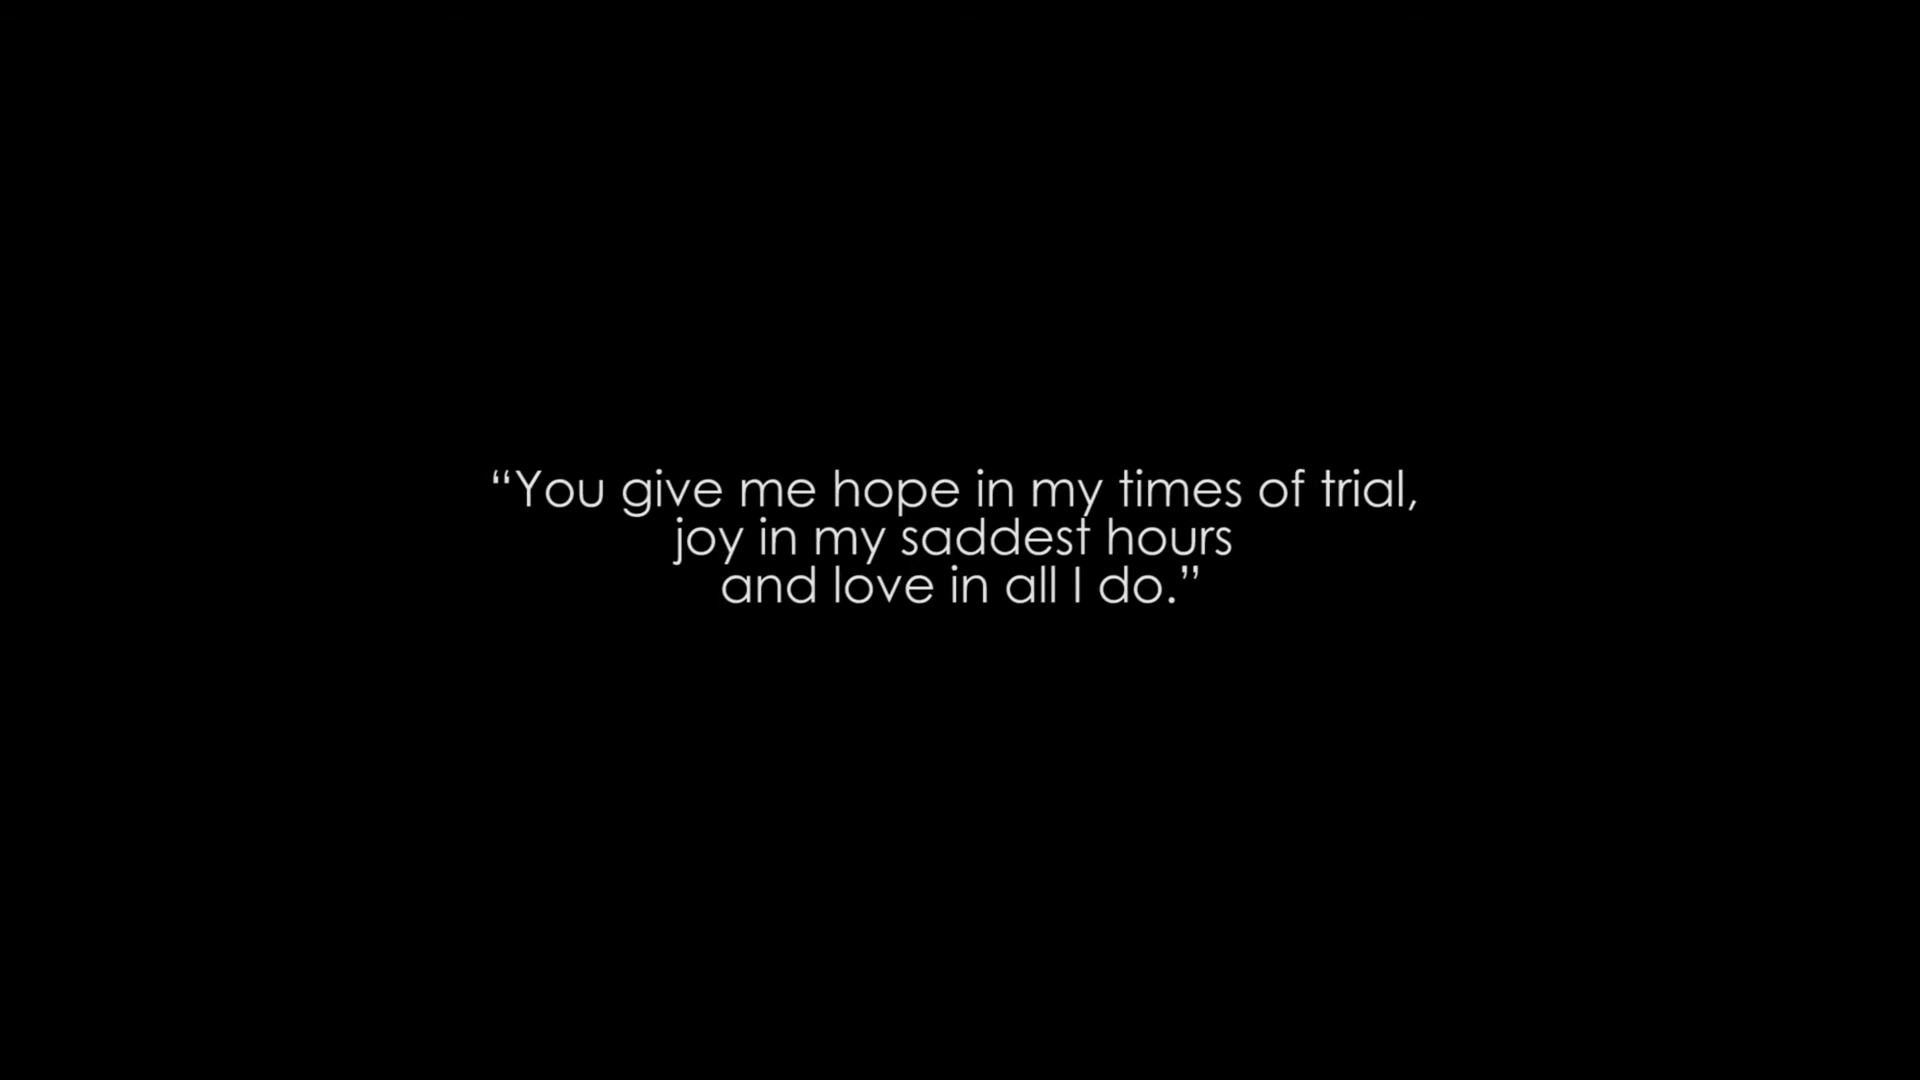 “You give me hope in my times of trial,
joy in my saddest hours
and love in all I do.”